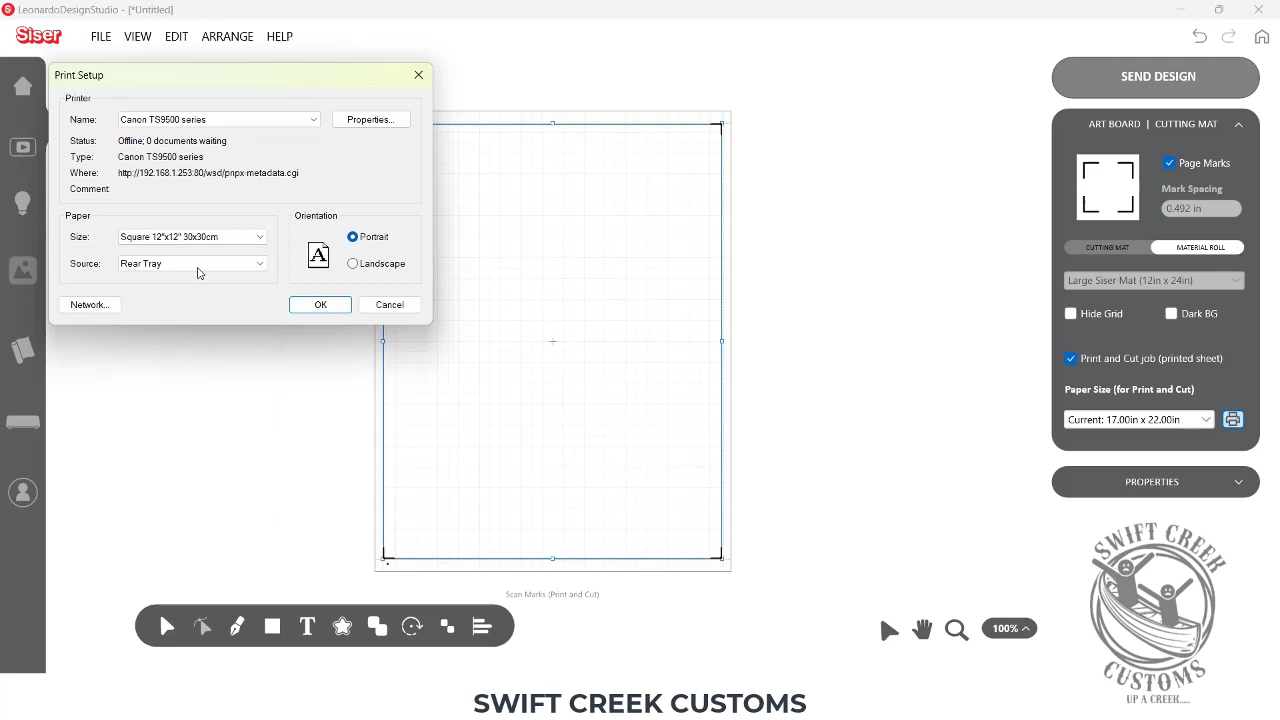 LeonardoDesignStudio - [*Untitled]
Siser
FILE VIEW EDIT ARRANGE HELP
Print Setup
Printer
Name: Canon TS9500 series Properties...
Status: Offline; 0 documents waiting
Type: Canon TS9500 series
Where: http://192.168.1.253:80/wsd/pnpx-metadata.cgi
Comment:
Paper
Size: Square 12"x12" 30x30cm
Source: Rear Tray
Orientation
A
Portrait
Landscape
Network... OK Cancel
Scan Marks (Print and Cut)
T
100%
SEND DESIGN
ART BOARD | CUTTING MAT
Page Marks
Mark Spacing
0.492 in
CUTTING MAT MATERIAL ROLL
Large Siser Mat (12in x 24in)
Hide Grid Dark BG
Print and Cut job (printed sheet)
Paper Size (for Print and Cut)
Current: 17.00in x 22.00in
PROPERTIES
SWIFT CREEK
CUSTOMS
UP A CREEK.....
SWIFT CREEK CUSTOMS